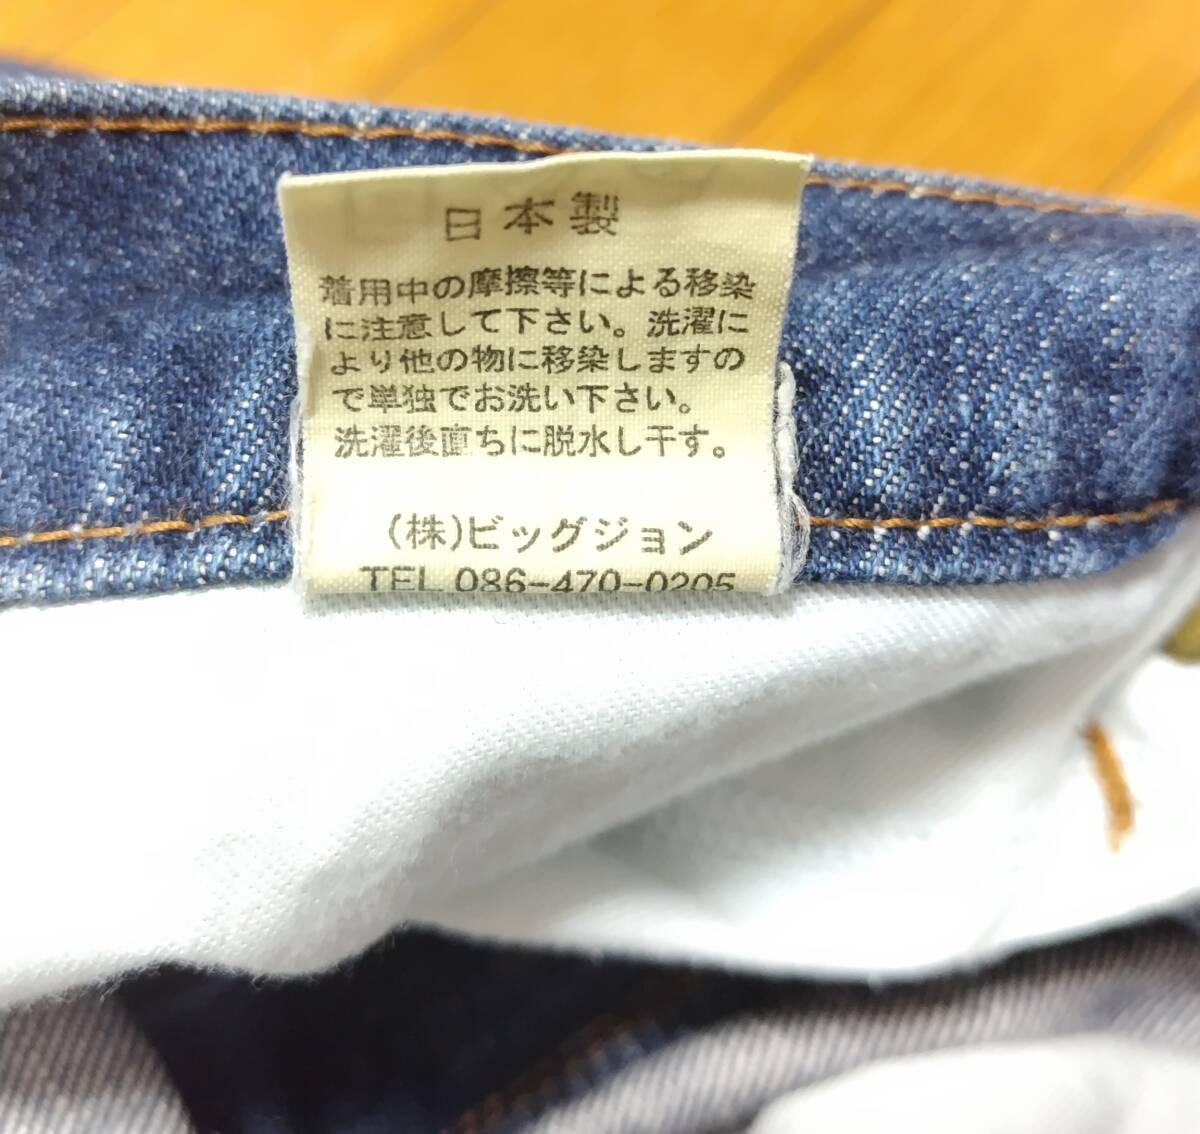 日本製
着用中の摩擦等による移染
に注意して下さい。洗濯に
より他の物に移染しますの
で単独でお洗い下さい。
洗濯後直ちに脱水し干す。
(株)ビッグジョン
TEL 086-470-0205